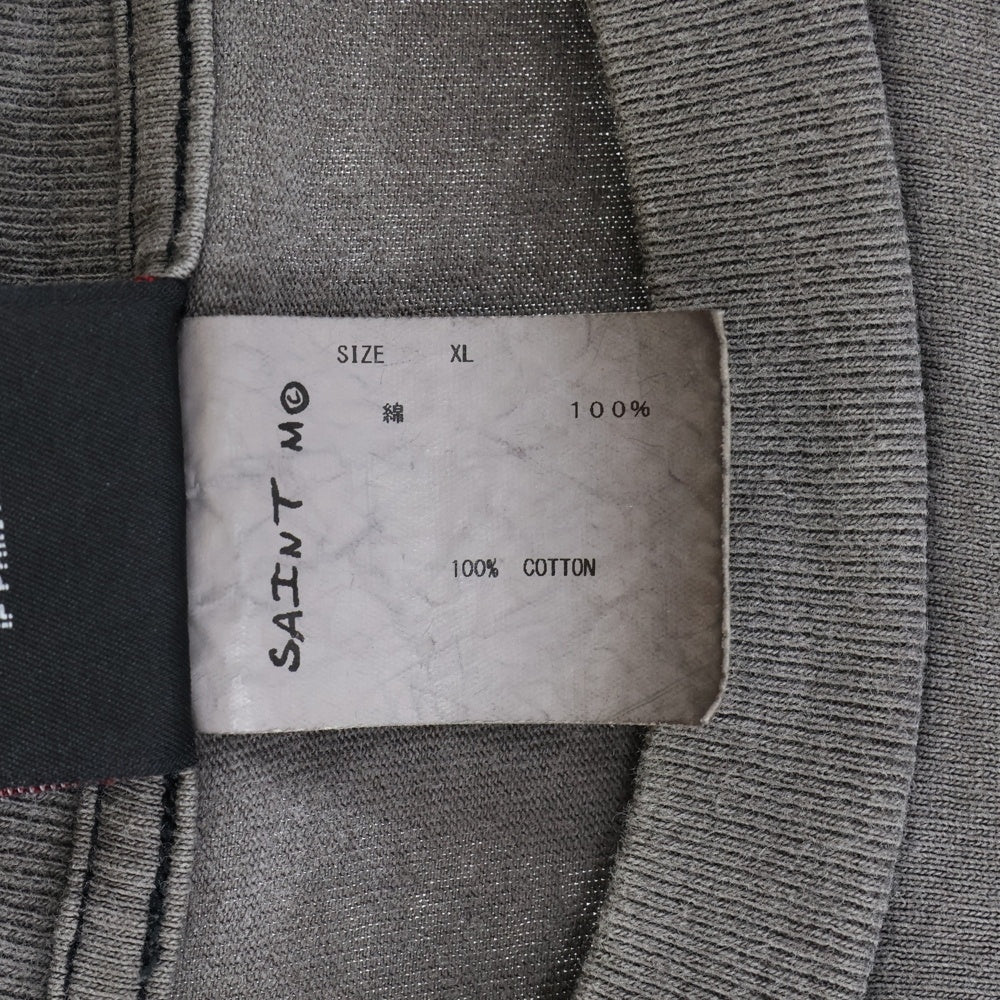 SIZE XL
綿 100%
100% COTTON
SAINT M©